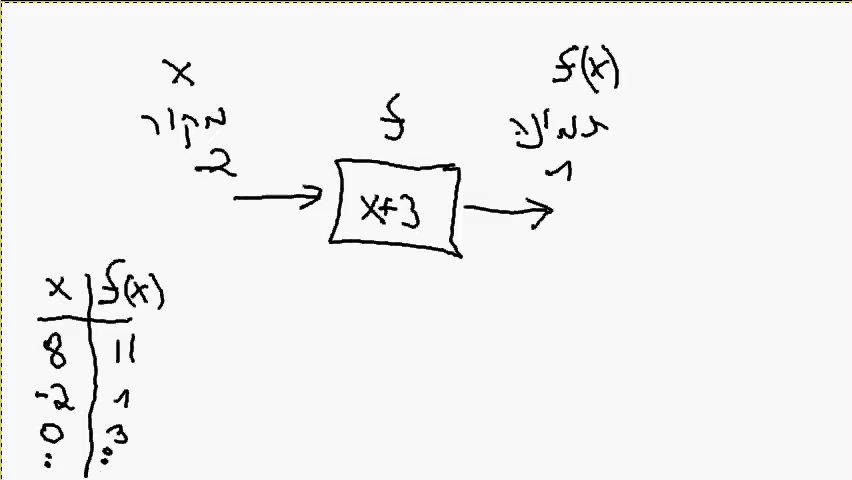 x f(x)
מקור f תמונה
-2 1
x+3
x f(x)
8 11
-2 1
0 3